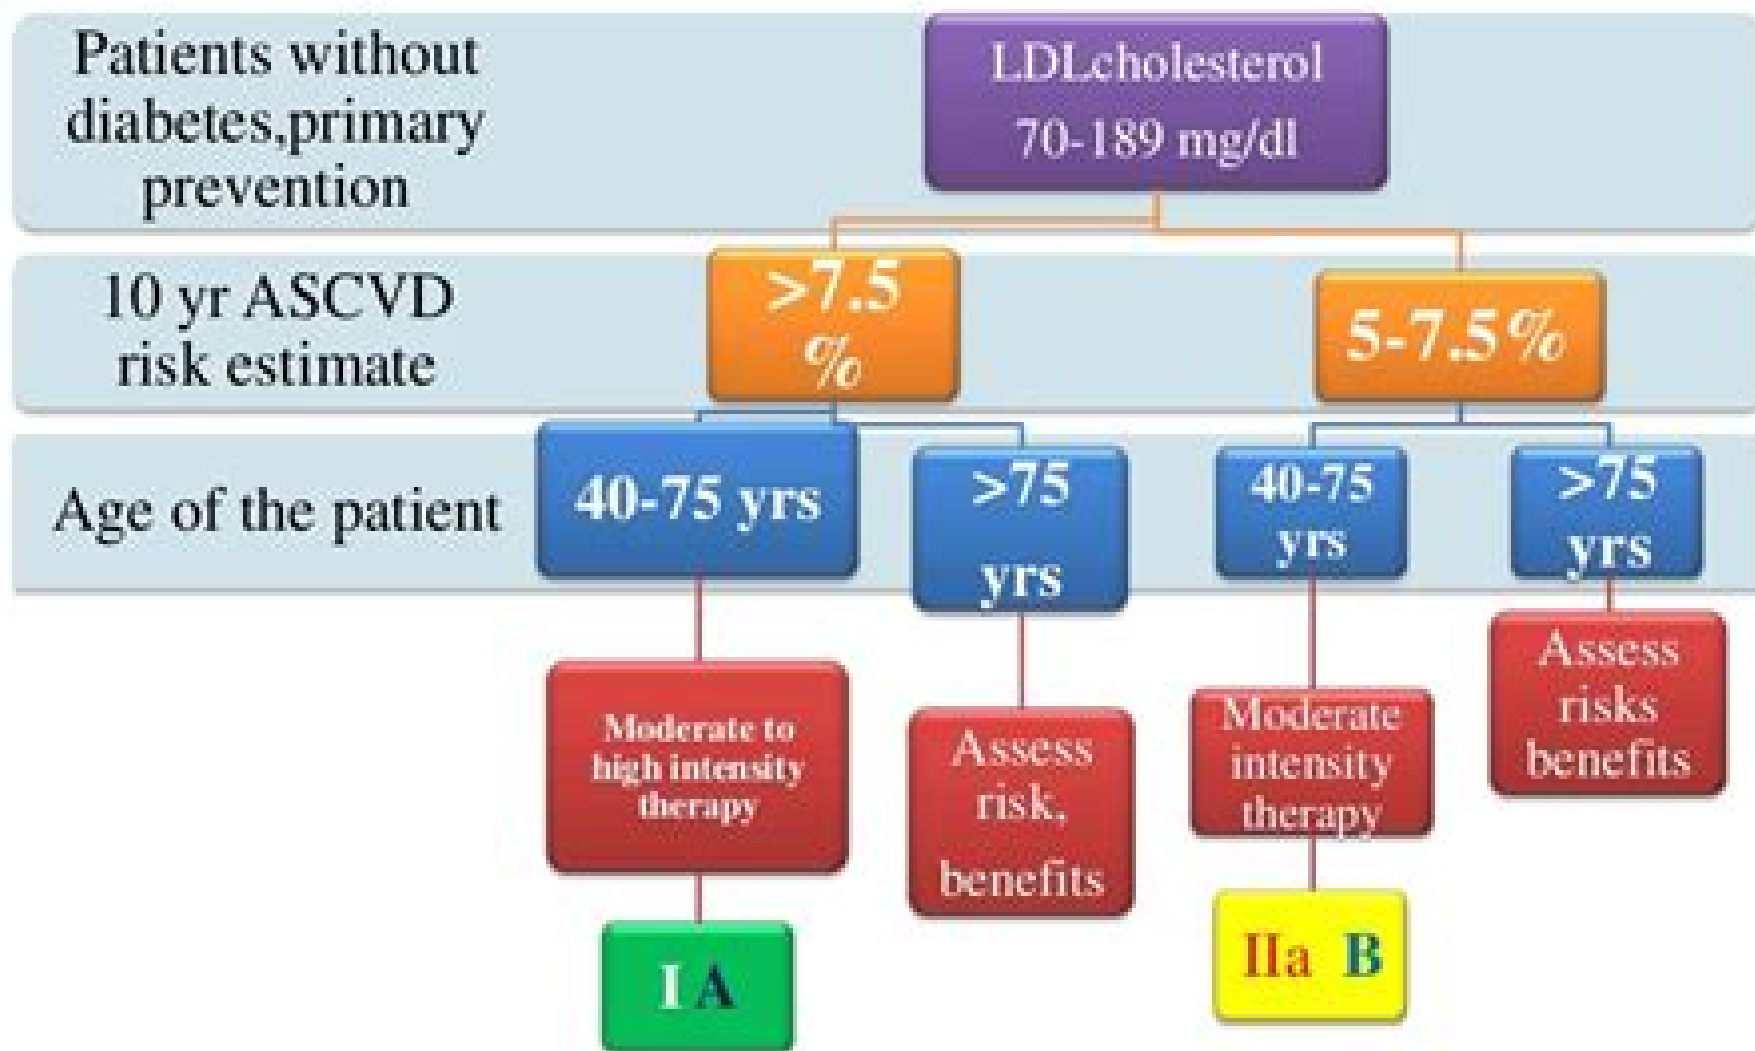 Patients without
diabetes,primary
prevention
LDLcholesterol
70-189 mg/dl
10 yr ASCVD
risk estimate
>7.5
%
5-7.5%
Age of the patient
40-75 yrs
>75
yrs
40-75
yrs
>75
yrs
Moderate to
high intensity
therapy
Assess
risk,
benefits
Moderate
intensity
therapy
Assess
risks
benefits
I A
IIa B